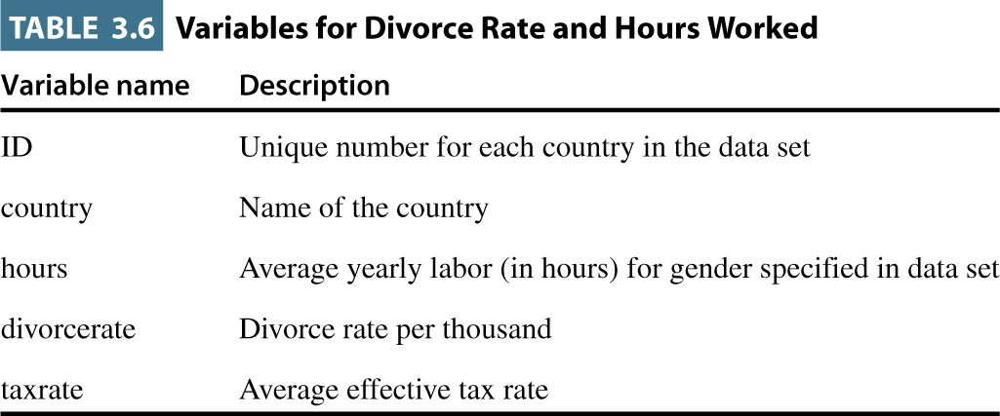 TABLE 3.6 Variables for Divorce Rate and Hours Worked
Variable name Description
ID Unique number for each country in the data set
country Name of the country
hours Average yearly labor (in hours) for gender specified in data set
divorcerate Divorce rate per thousand
taxrate Average effective tax rate